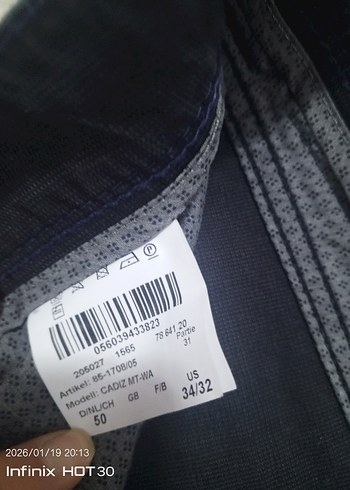 056039433823
205027 1565 78 641 20
Artikel: 85-1708/05 Partie
Modell: CADIZ MT-WA 31
D/NL/CH GB F/B US
50 34/32
2026/01/19 20:13
Infinix HOT30